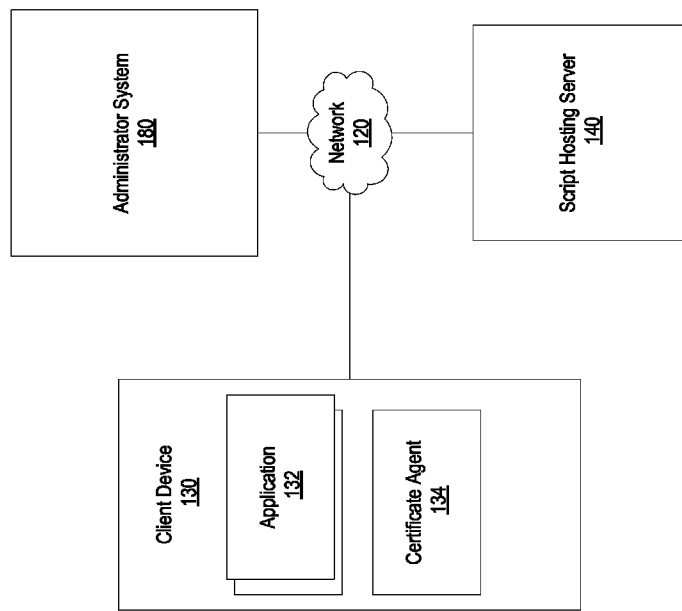 Client Device
130
Application
132
Certificate Agent
134
Network
120
Administrator System
180
Script Hosting Server
140